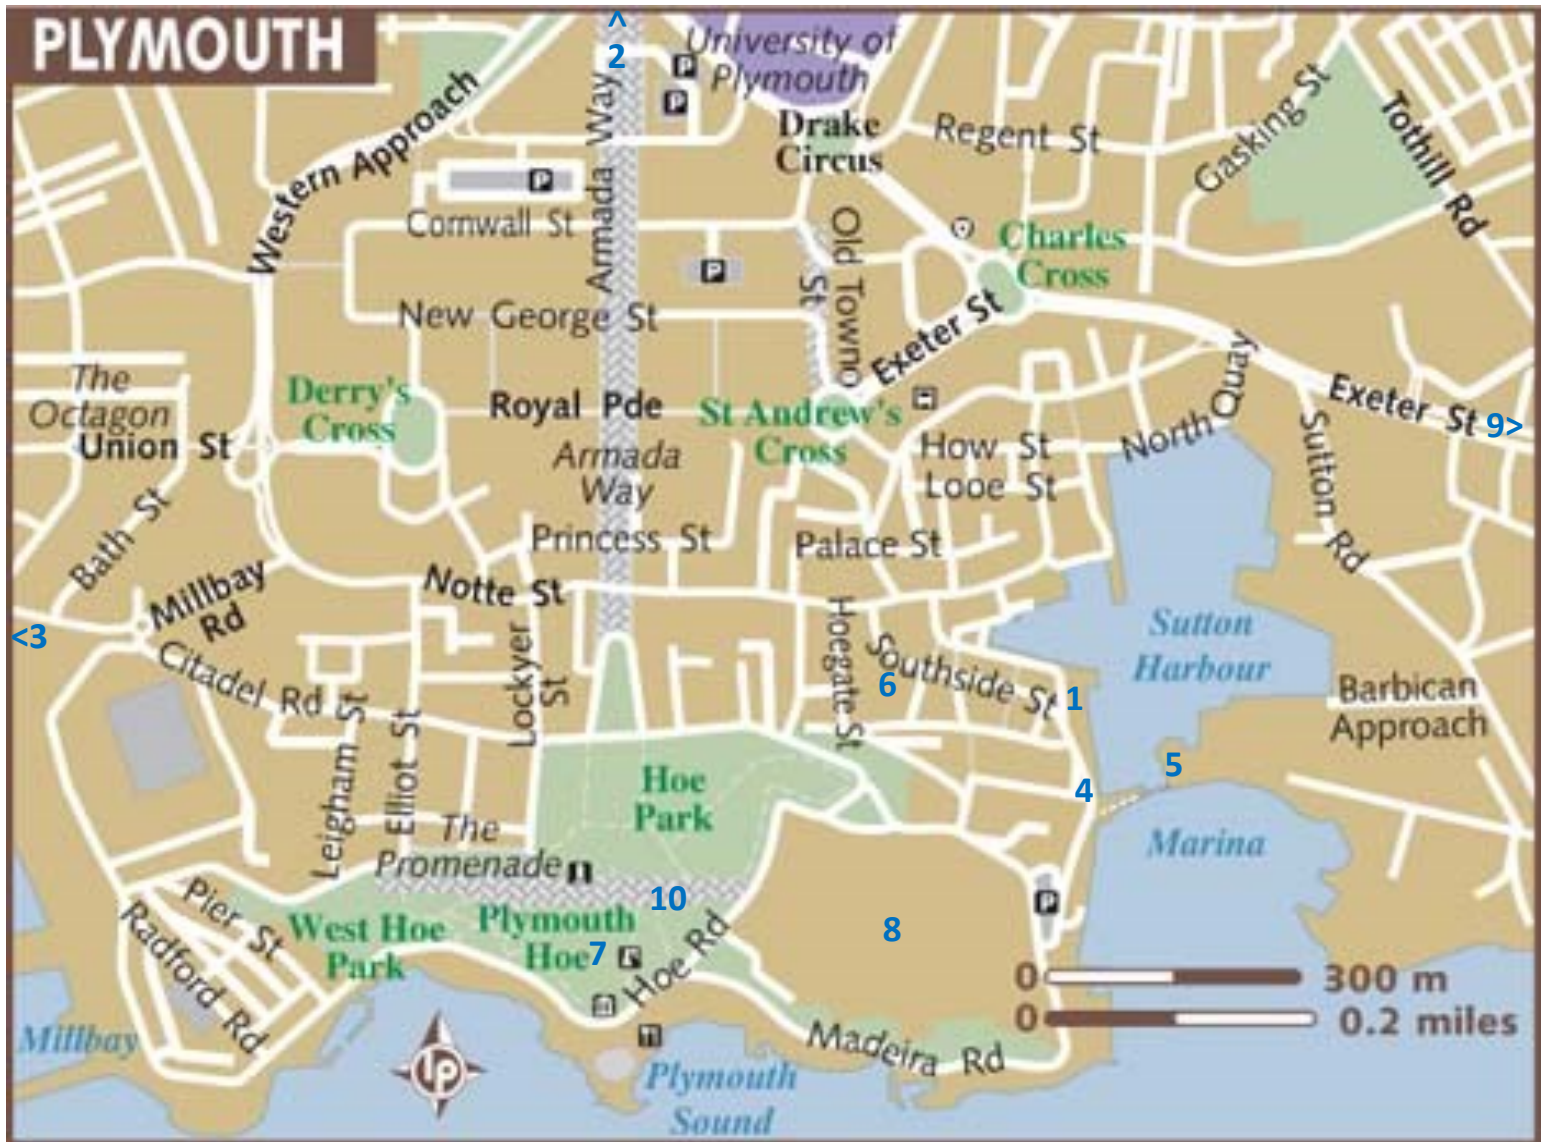 PLYMOUTH
^
2
University of
Plymouth
P
P
Western Approach
Armada Way
Drake
Circus
Regent St
Gasking St
Tothill Rd
P
Cornwall St
Armada
Old Towno
St
Charles
Cross
P
New George St
Exeter St
North Quay
The
Octagon
Derry's
Cross
Royal Pde
St Andrew's
Cross
Exeter St
9>
Union St
Armada
Way
How St
Looe St
Sutton Rd
Bath St
Princess St
Palace St
Millbay
Rd
Notte St
<3
Sutton
Harbour
Citadel Rd
Lockyer
St
Hoegate St
Southside St
6
1
Barbican
Approach
Leigham St
Elliot St
Hoe
Park
5
4
The
Promenade
Marina
10
P
Pier St
West Hoe
Park
Plymouth
Hoe
7
Hoe Rd
8
Radford Rd
0 300 m
0 0.2 miles
Millbay
LP
Madeira Rd
Plymouth
Sound